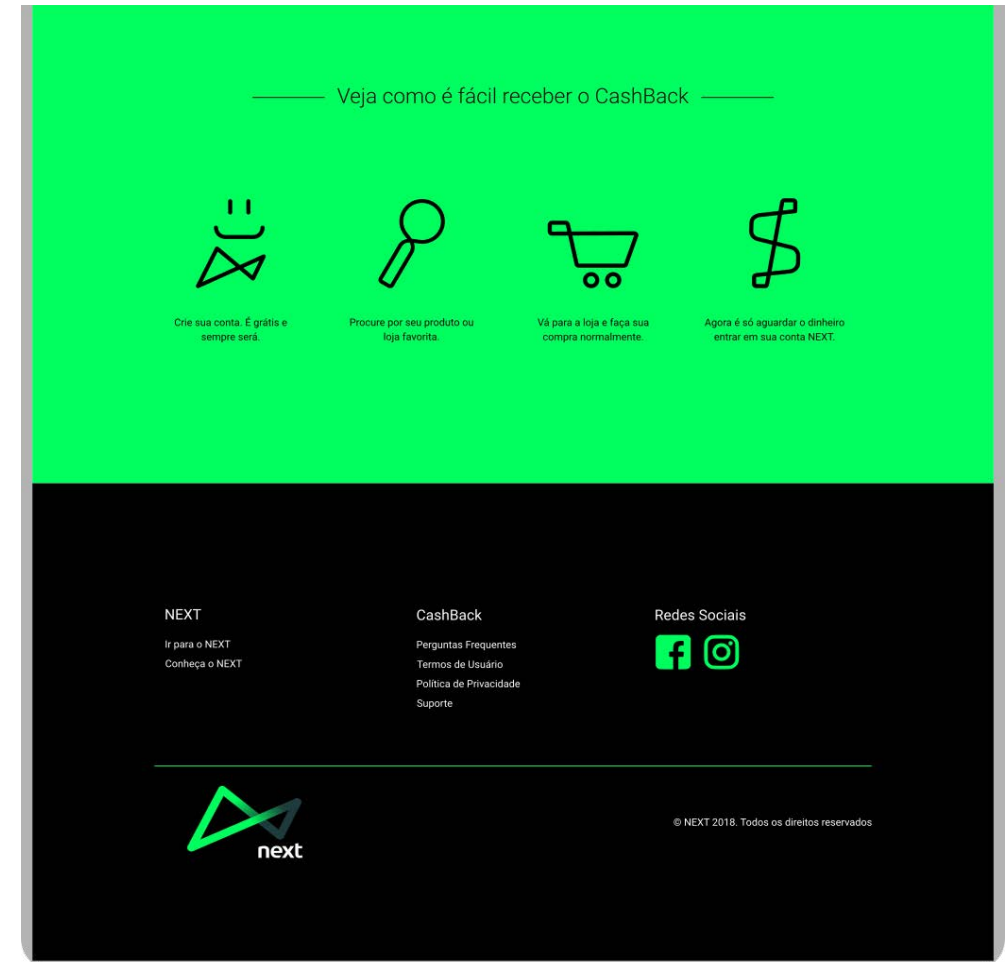 Veja como é fácil receber o CashBack
Crie sua conta. É grátis e
sempre será.
Procure por seu produto ou
loja favorita.
Vá para a loja e faça sua
compra normalmente.
Agora é só aguardar o dinheiro
entrar em sua conta NEXT.
NEXT
Ir para o NEXT
Conheça o NEXT
CashBack
Perguntas Frequentes
Termos de Usuário
Política de Privacidade
Suporte
Redes Sociais
next
© NEXT 2018. Todos os direitos reservados